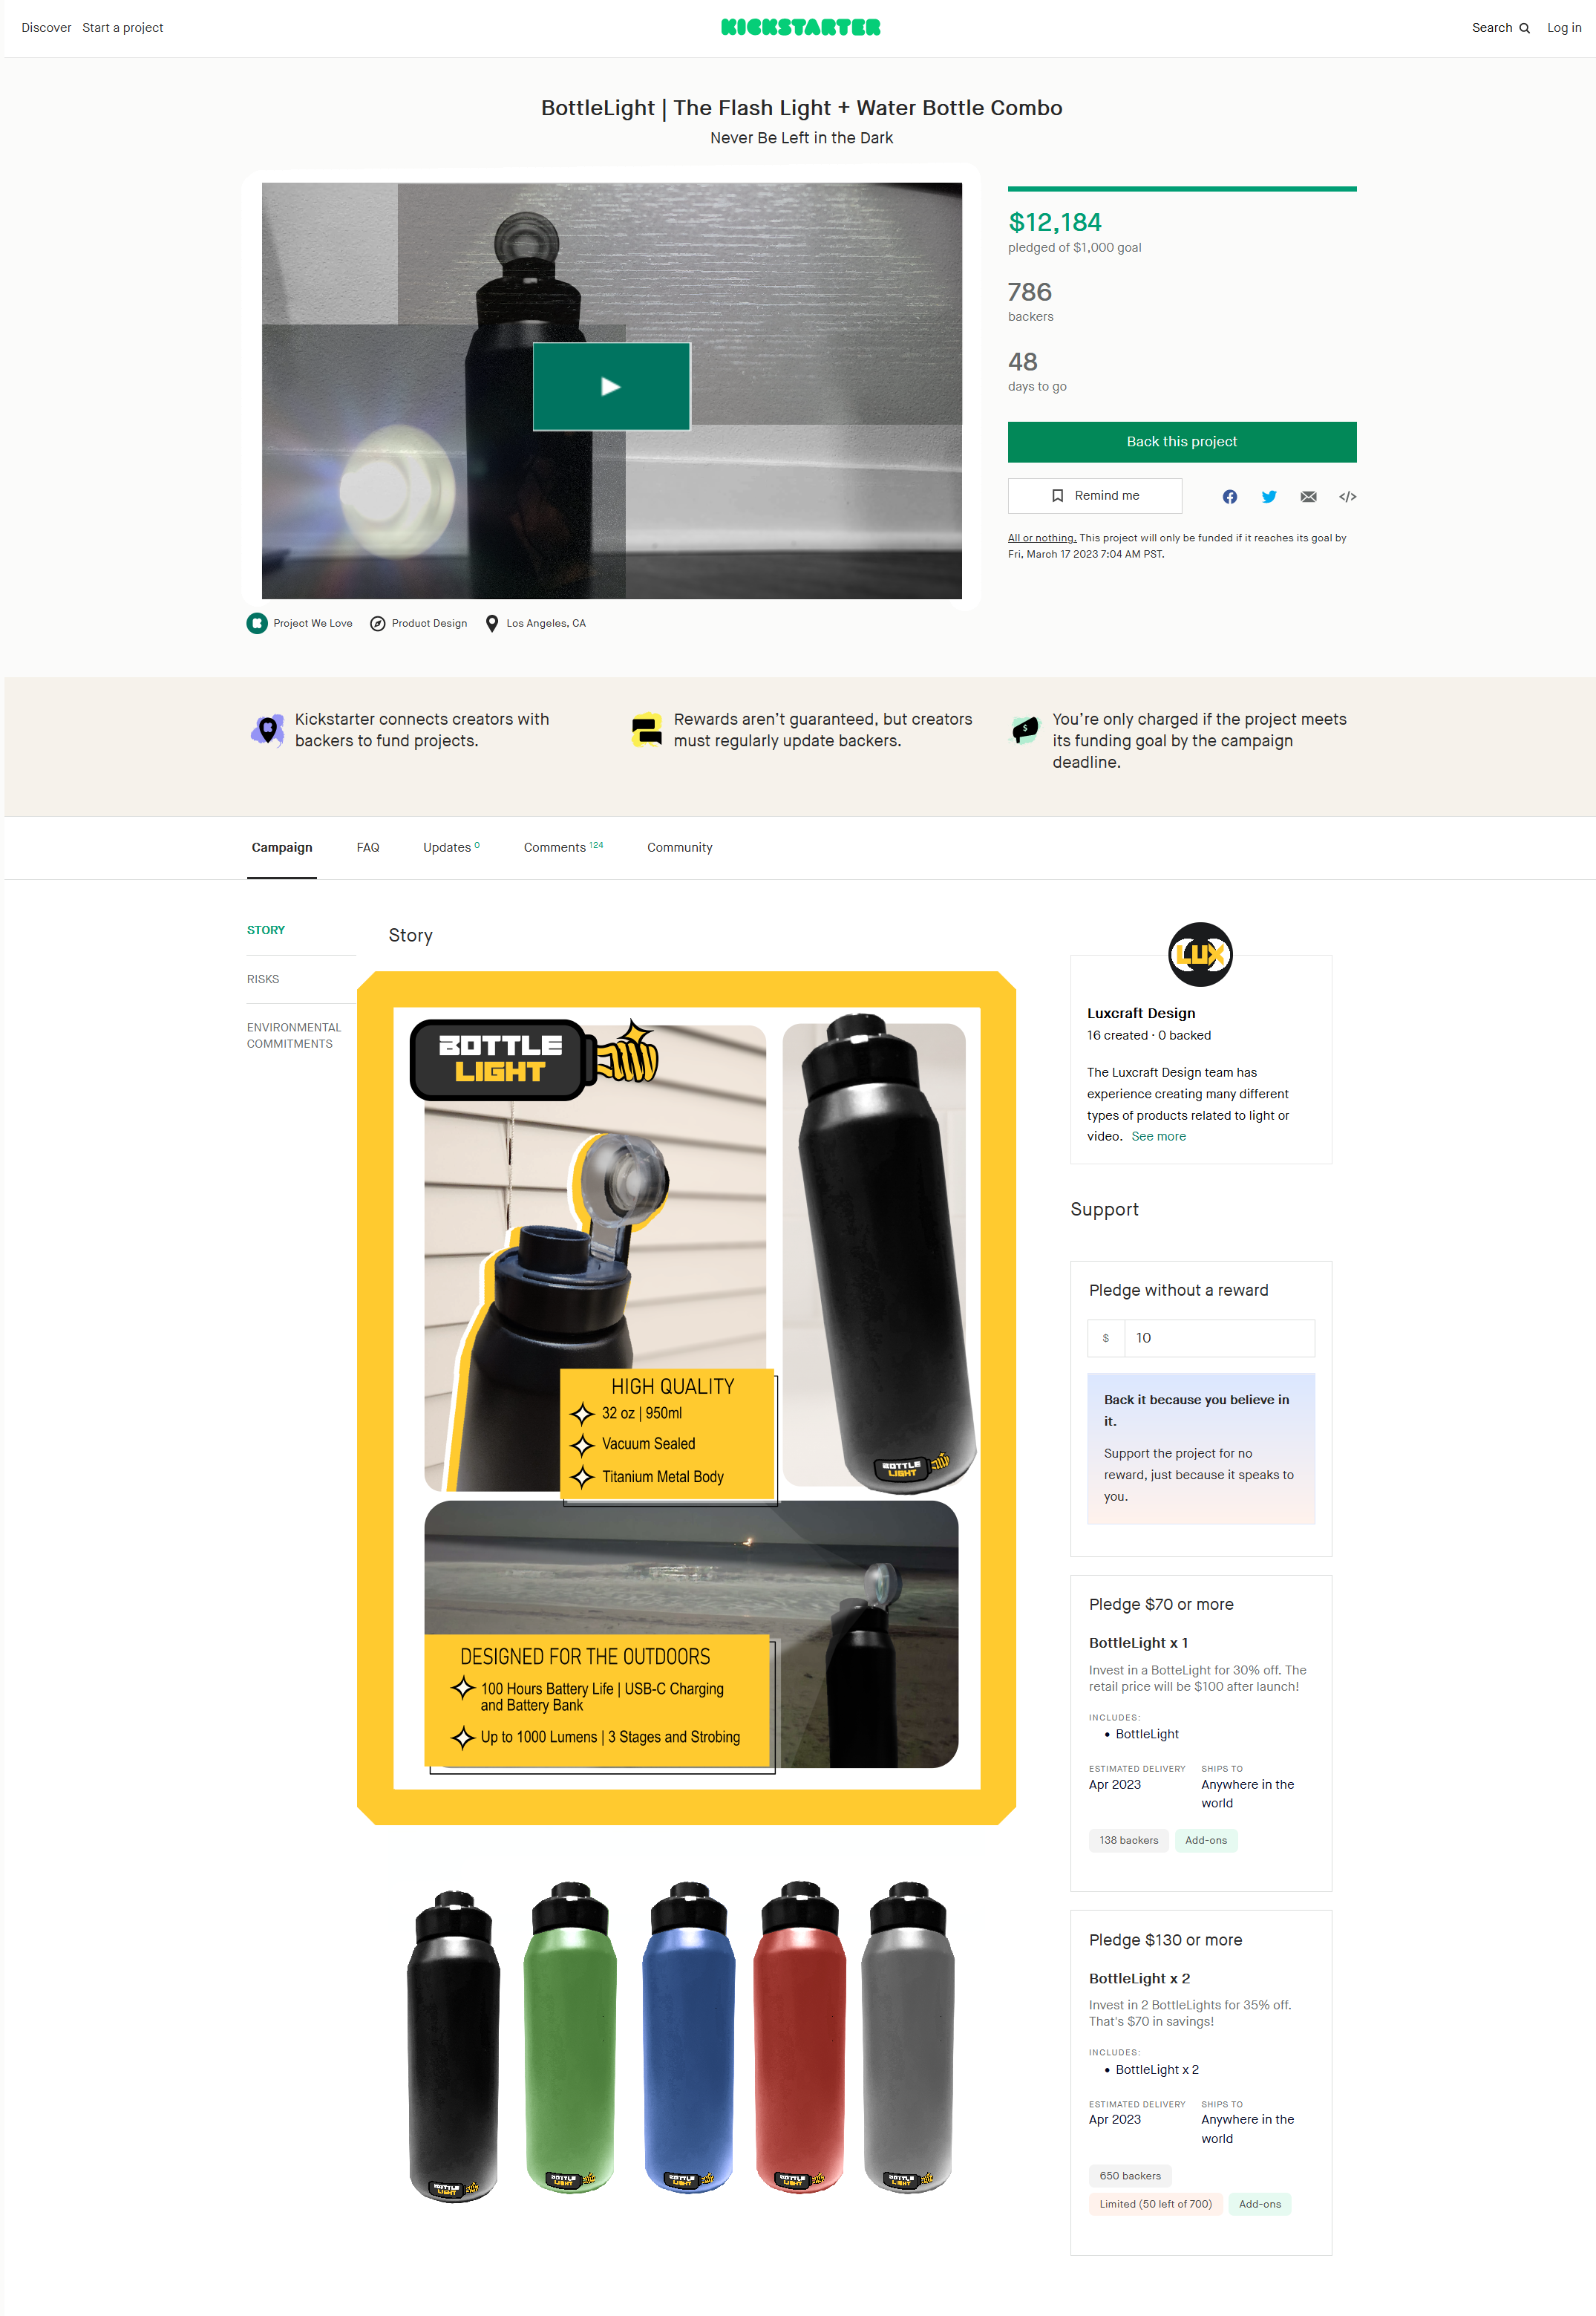 Discover Start a project
KICKSTARTER
Search Log in
BottleLight | The Flash Light + Water Bottle Combo
Never Be Left in the Dark
$12,184
pledged of $1,000 goal
786
backers
48
days to go
Back this project
Remind me
All or nothing. This project will only be funded if it reaches its goal by
Fri, March 17 2023 7:04 AM PST.
Project We Love Product Design Los Angeles, CA
Kickstarter connects creators with
backers to fund projects.
Rewards aren't guaranteed, but creators
must regularly update backers.
You're only charged if the project meets
its funding goal by the campaign
deadline.
Campaign FAQ Updates 0 Comments 124 Community
STORY
RISKS
ENVIRONMENTAL
COMMITMENTS
Story
BOTTLE
LIGHT
HIGH QUALITY
32 oz | 950ml
Vacuum Sealed
Titanium Metal Body
BOTTLE
LIGHT
DESIGNED FOR THE OUTDOORS
100 Hours Battery Life | USB-C Charging
and Battery Bank
Up to 1000 Lumens | 3 Stages and Strobing
BOTTLE
LIGHT
BOTTLE
LIGHT
BOTTLE
LIGHT
BOTTLE
LIGHT
BOTTLE
LIGHT
LUX
Luxcraft Design
16 created · 0 backed
The Luxcraft Design team has
experience creating many different
types of products related to light or
video. See more
Support
Pledge without a reward
$ 10
Back it because you believe in
it.
Support the project for no
reward, just because it speaks to
you.
Pledge $70 or more
BottleLight x 1
Invest in a BotteLight for 30% off. The
retail price will be $100 after launch!
INCLUDES:
• BottleLight
ESTIMATED DELIVERY SHIPS TO
Apr 2023 Anywhere in the
world
138 backers Add-ons
Pledge $130 or more
BottleLight x 2
Invest in 2 BottleLights for 35% off.
That's $70 in savings!
INCLUDES:
• BottleLight x 2
ESTIMATED DELIVERY SHIPS TO
Apr 2023 Anywhere in the
world
650 backers
Limited (50 left of 700) Add-ons